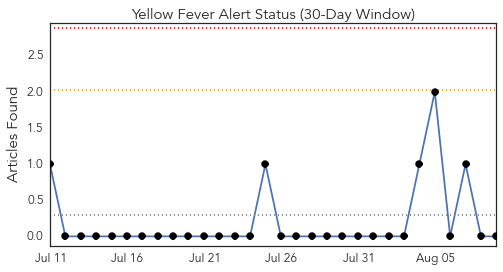 Yellow Fever Alert Status (30-Day Window)
Articles Found
2.5
2.0
1.5
1.0
0.5
0.0
Jul 11 Jul 16 Jul 21 Jul 26 Jul 31 Aug 05